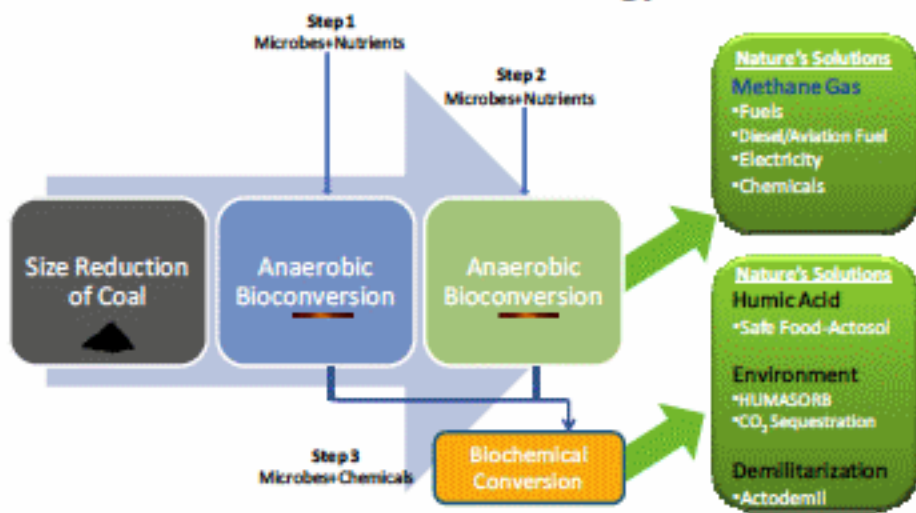 Step 1
Microbes+Nutrients
Step 2
Microbes+Nutrients
Size Reduction
of Coal
Anaerobic
Bioconversion
Anaerobic
Bioconversion
Step 3
Microbes+Chemicals
Biochemical
Conversion
Nature's Solutions
Methane Gas
•Fuels
•Diesel/Aviation Fuel
•Electricity
•Chemicals
Nature's Solutions
Humic Acid
•Safe Food-Actosol
Environment
•HUMASORB
•CO₂ Sequestration
Demilitarization
•Actodemil